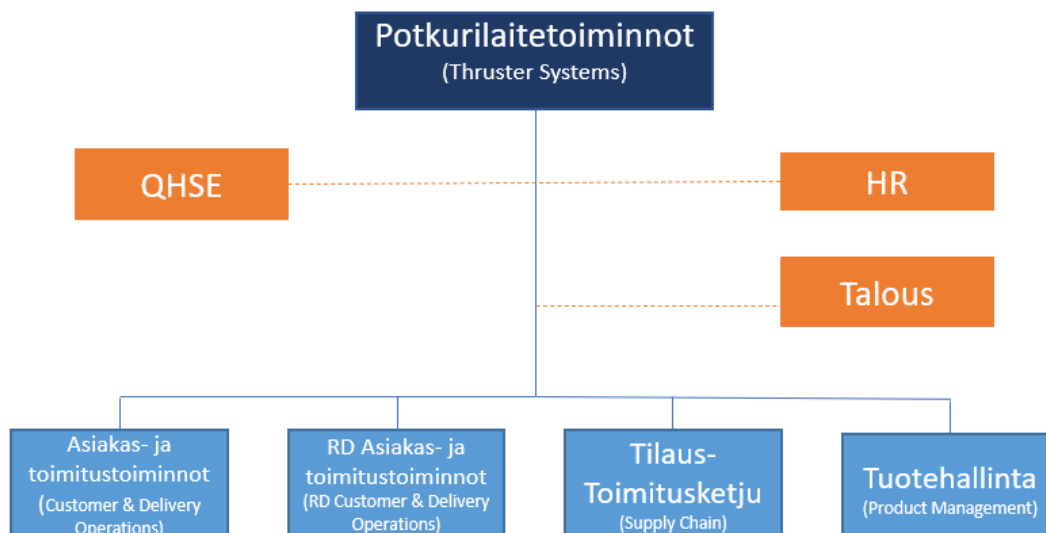 Potkurilaitetoiminnot
(Thruster Systems)
QHSE
HR
Talous
Asiakas- ja
toimitustoiminnot
(Customer & Delivery
Operations)
RD Asiakas- ja
toimitustoiminnot
(RD Customer & Delivery
Operations)
Tilaus-
Toimitusketju
(Supply Chain)
Tuotehallinta
(Product Management)